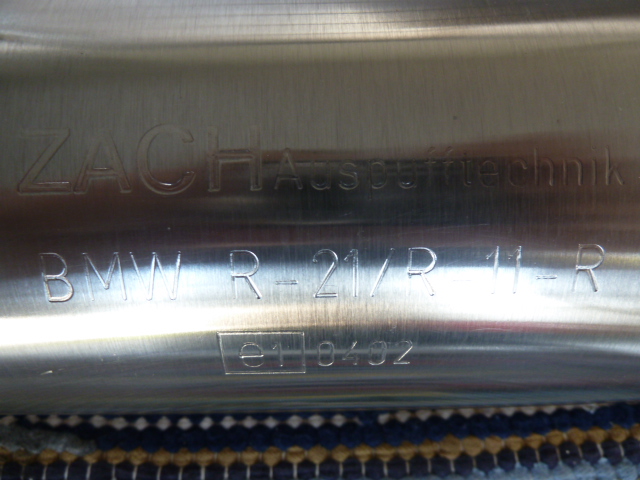 ZACH Auspufftechnik
BMW R-21/R-11-R
e1 0402